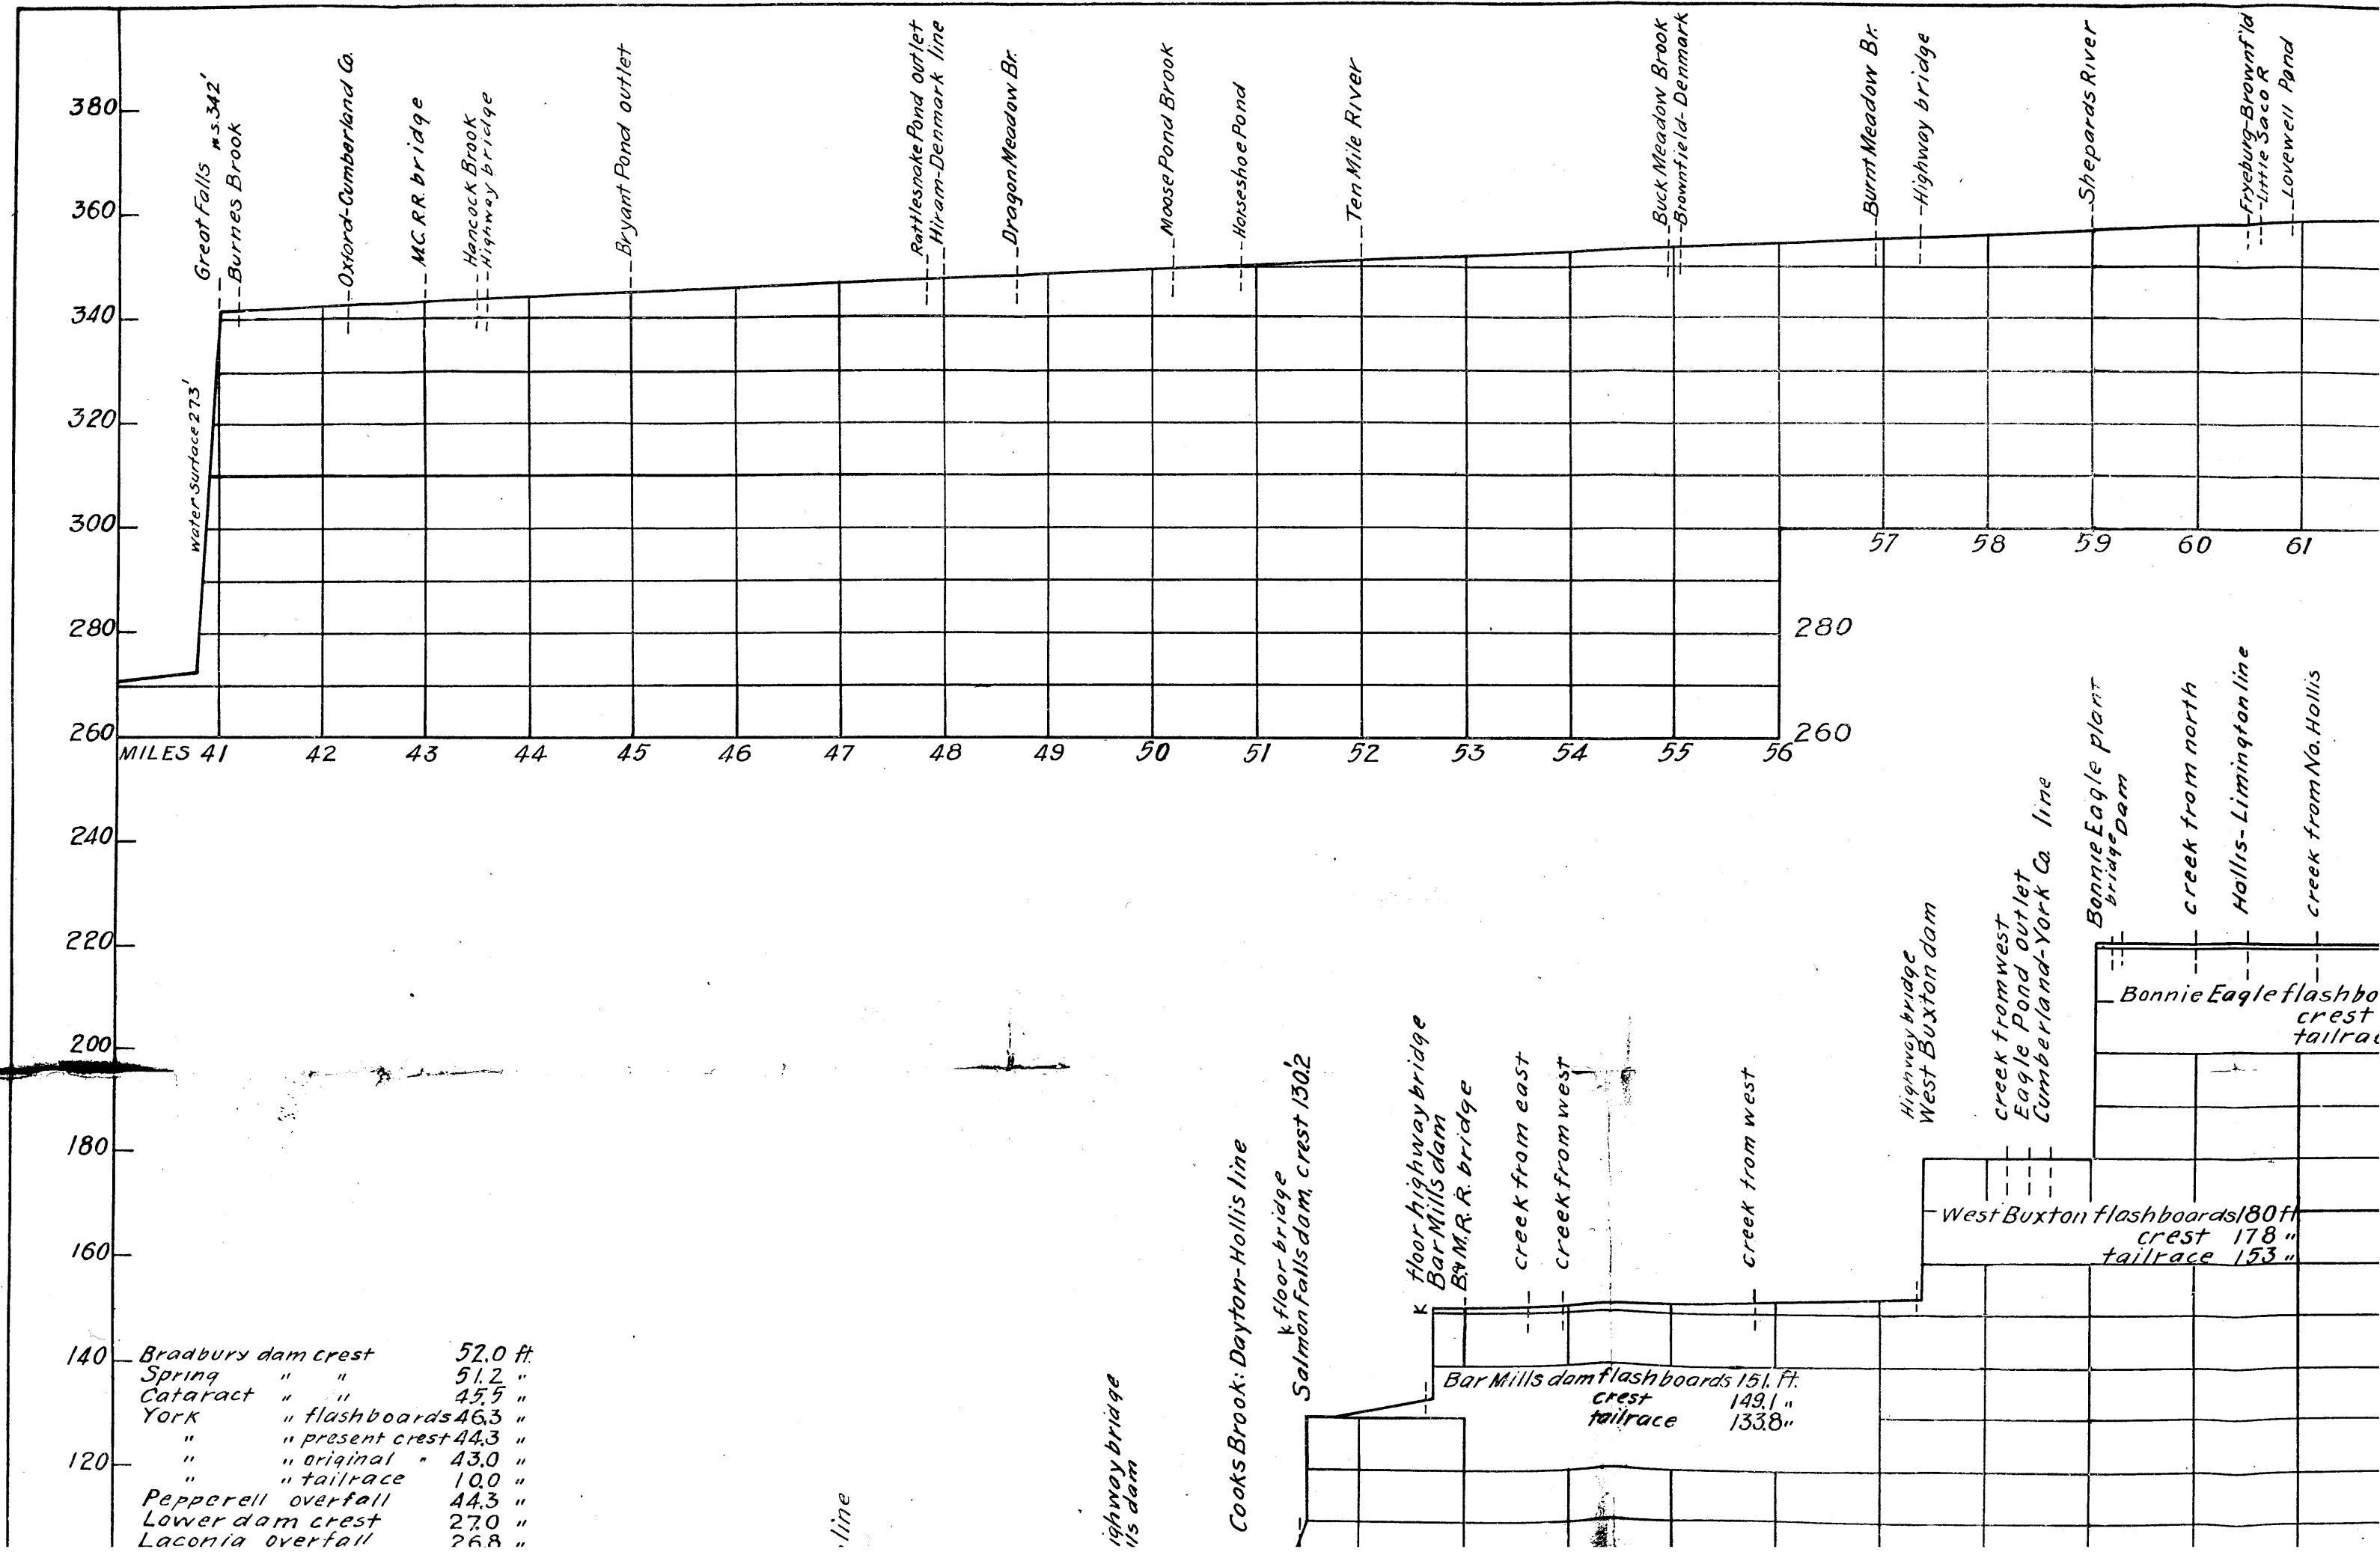 380
360
340
320
300
280
260
240
220
200
180
160
140
120
Great Falls w.s.342'
Burnes Brook
Oxford-Cumberland Co.
M.C.R.R. bridge
Hancock Brook
Highway bridge
Bryant Pond outlet
Rattlesnake Pond outlet
Hiram-Denmark line
Dragon Meadow Br.
Moose Pond Brook
Horseshoe Pond
Ten Mile River
Buck Meadow Brook
Brownfield-Denmark
Burnt Meadow Br.
Highway bridge
Shepards River
Fryeburg-Brownf'ld
Little Saco R
Lovewell Pond
water surface 273'
57 58 59 60 61
280
260
MILES 41 42 43 44 45 46 47 48 49 50 51 52 53 54 55 56
line
ighway bridge
lls dam
Cooks Brook: Dayton-Hollis line
floor bridge
Salmon Falls dam, crest 130.'2
floor highway bridge
Bar Mills dam
B.&M.R.R. bridge
creek from east
creek from west
creek from west
Highway bridge
West Buxton dam
creek from west
Eagle Pond outlet
Cumberland-York Co. line
Bonnie Eagle plant
bridge
Dam
creek from north
Hollis-Limington line
creek from No. Hollis
Bonnie Eagle flashbo
crest
tailrac
West Buxton flashboards 180 ft
crest 178 "
tailrace 153 "
Bar Mills dam flashboards 151. ft.
crest 149.1 "
tailrace 133.8 "
Bradbury dam crest 52.0 ft.
Spring " " 51.2 "
Cataract " " 45.5 "
York " flashboards 46.3 "
" " present crest 44.3 "
" " original " 43.0 "
" " tailrace 10.0 "
Pepperell overfall 44.3 "
Lower dam crest 27.0 "
Laconia overfall 26.8 "